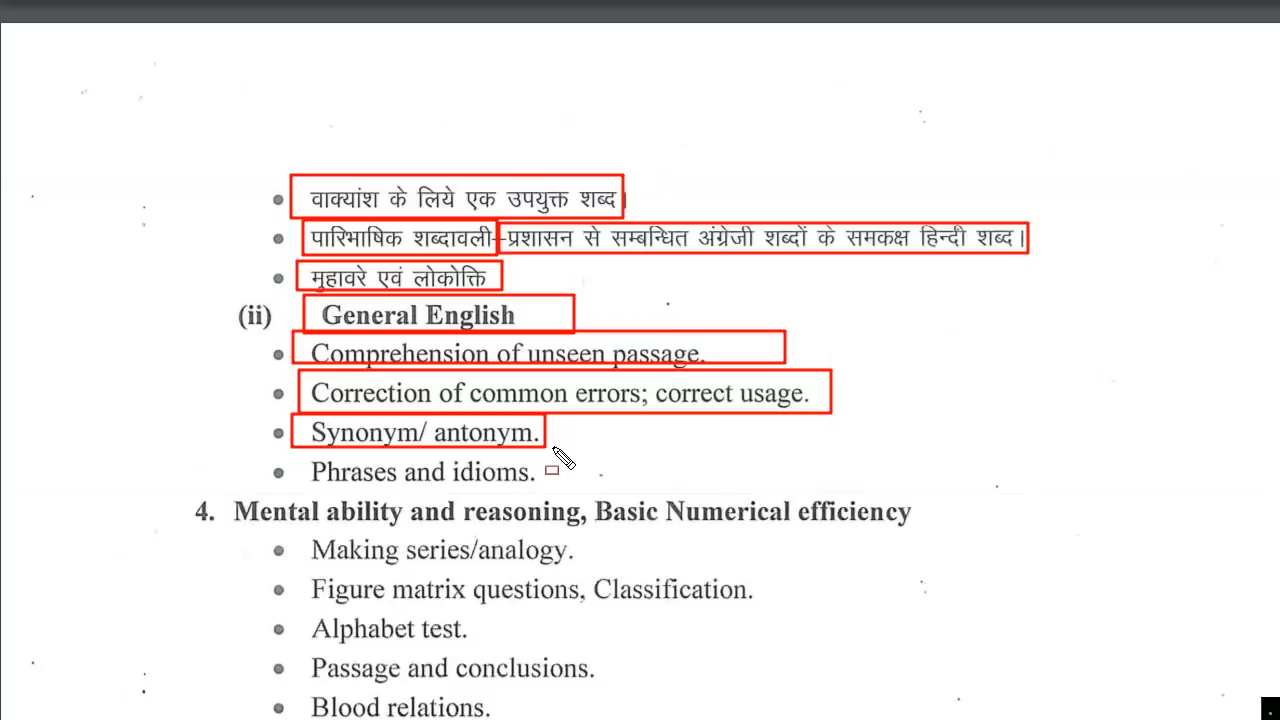 • वाक्यांश के लिये एक उपयुक्त शब्द।
• पारिभाषिक शब्दावली–प्रशासन से सम्बन्धित अंग्रेजी शब्दों के समकक्ष हिन्दी शब्द।
• मुहावरे एवं लोकोक्ति
(ii) General English
• Comprehension of unseen passage.
• Correction of common errors; correct usage.
• Synonym/ antonym.
• Phrases and idioms.
4. Mental ability and reasoning, Basic Numerical efficiency
• Making series/analogy.
• Figure matrix questions, Classification.
• Alphabet test.
• Passage and conclusions.
• Blood relations.